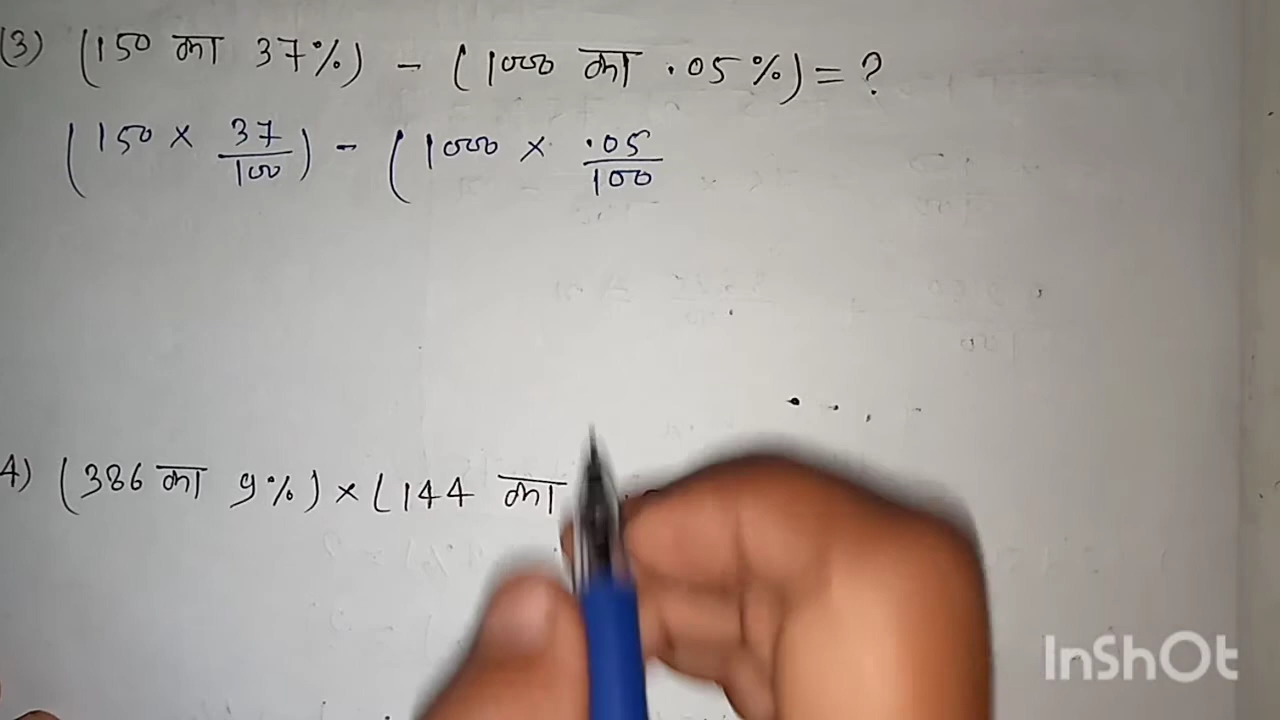 (3) (150 का 37%) - (1000 का .05%) = ?
(150 × 37/100) - (1000 × .05/100
4) (386 का 9%) × (144 का
InShOt